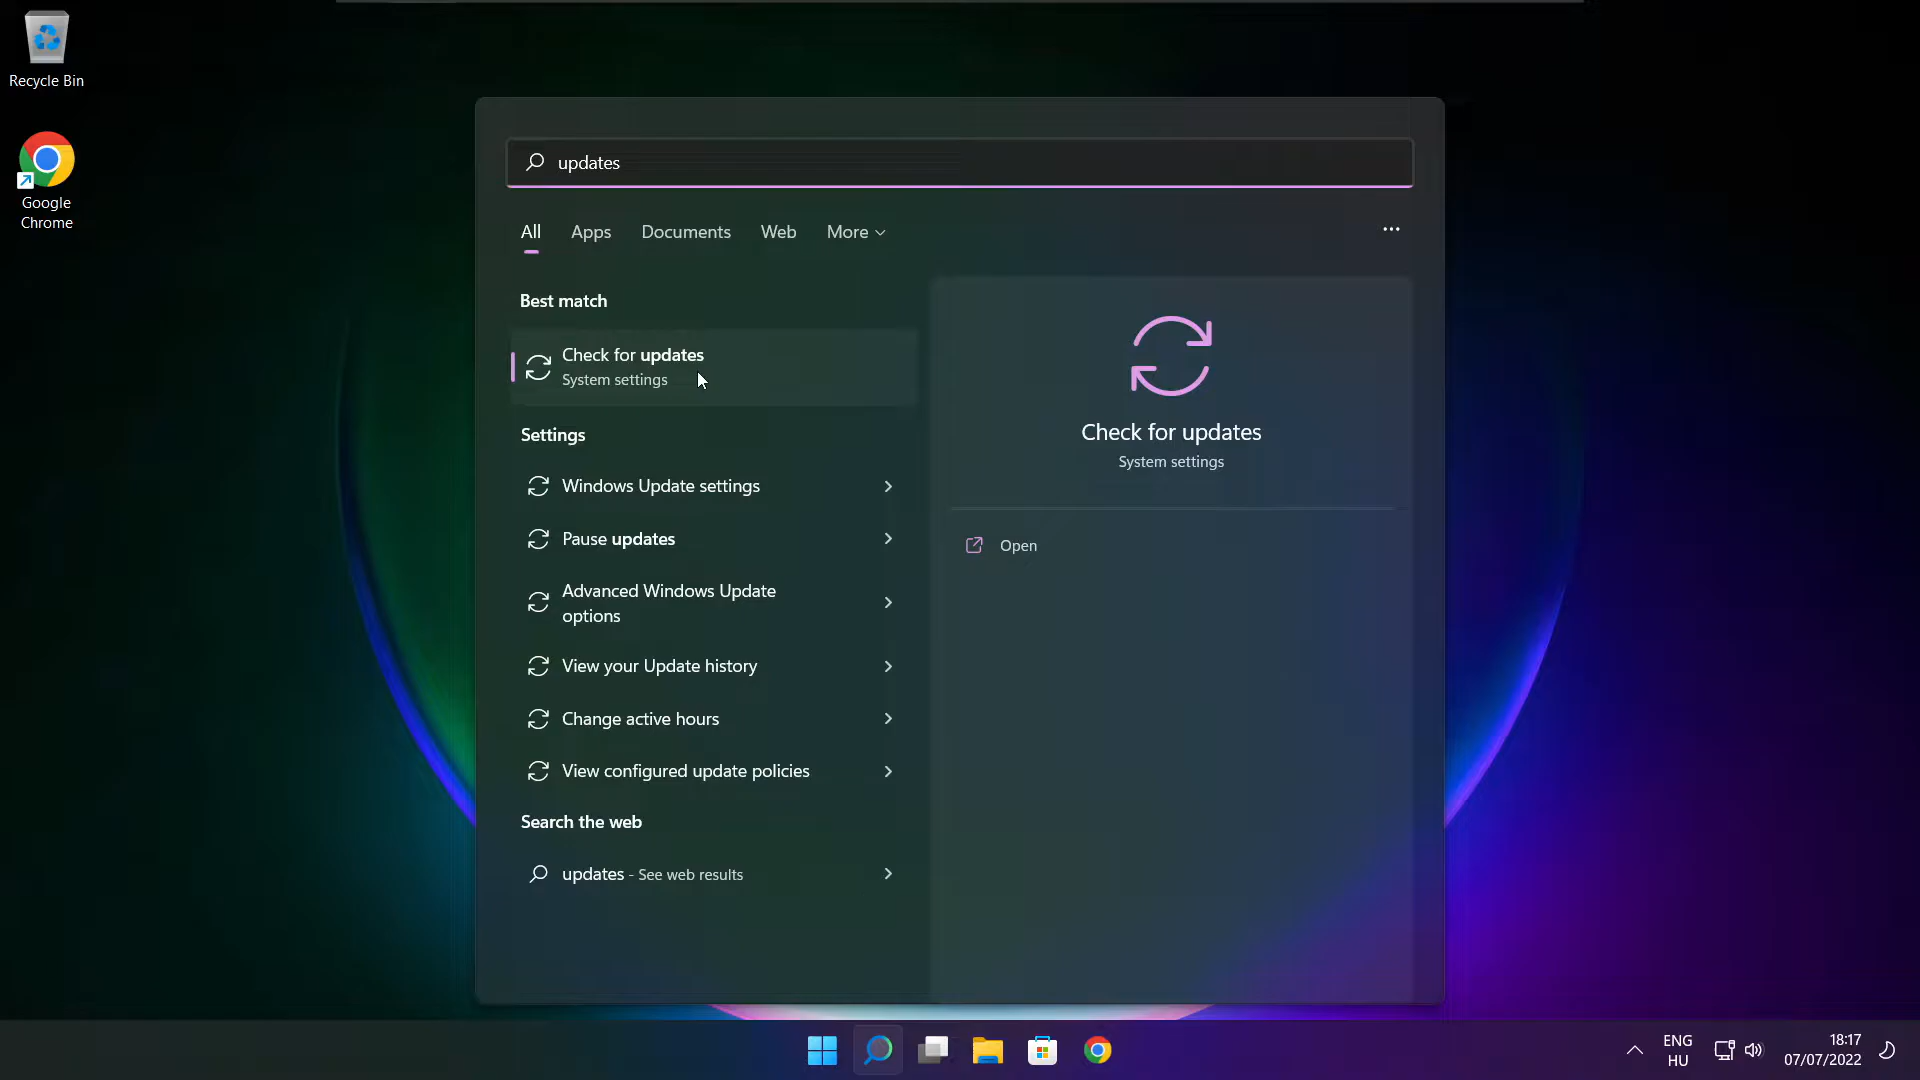 Recycle Bin
Google
Chrome
updates
All Apps Documents Web More
Best match
Check for updates
System settings
Settings
Windows Update settings
Pause updates
Advanced Windows Update
options
View your Update history
Change active hours
View configured update policies
Search the web
updates - See web results
Check for updates
System settings
Open
ENG
HU
18:17
07/07/2022